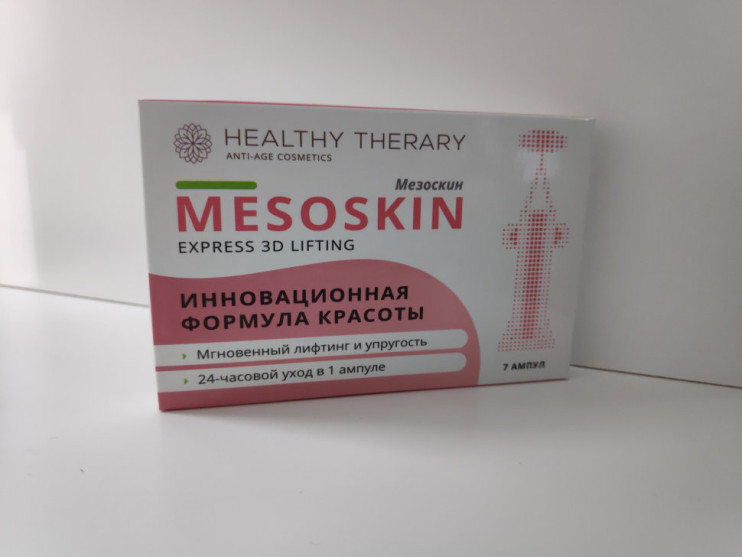 HEALTHY THERARY
ANTI-AGE COSMETICS
Мезоскин
MESOSKIN
EXPRESS 3D LIFTING
ИННОВАЦИОННАЯ
ФОРМУЛА КРАСОТЫ
Мгновенный лифтинг и упругость
24-часовой уход в 1 ампуле
7 АМПУЛ